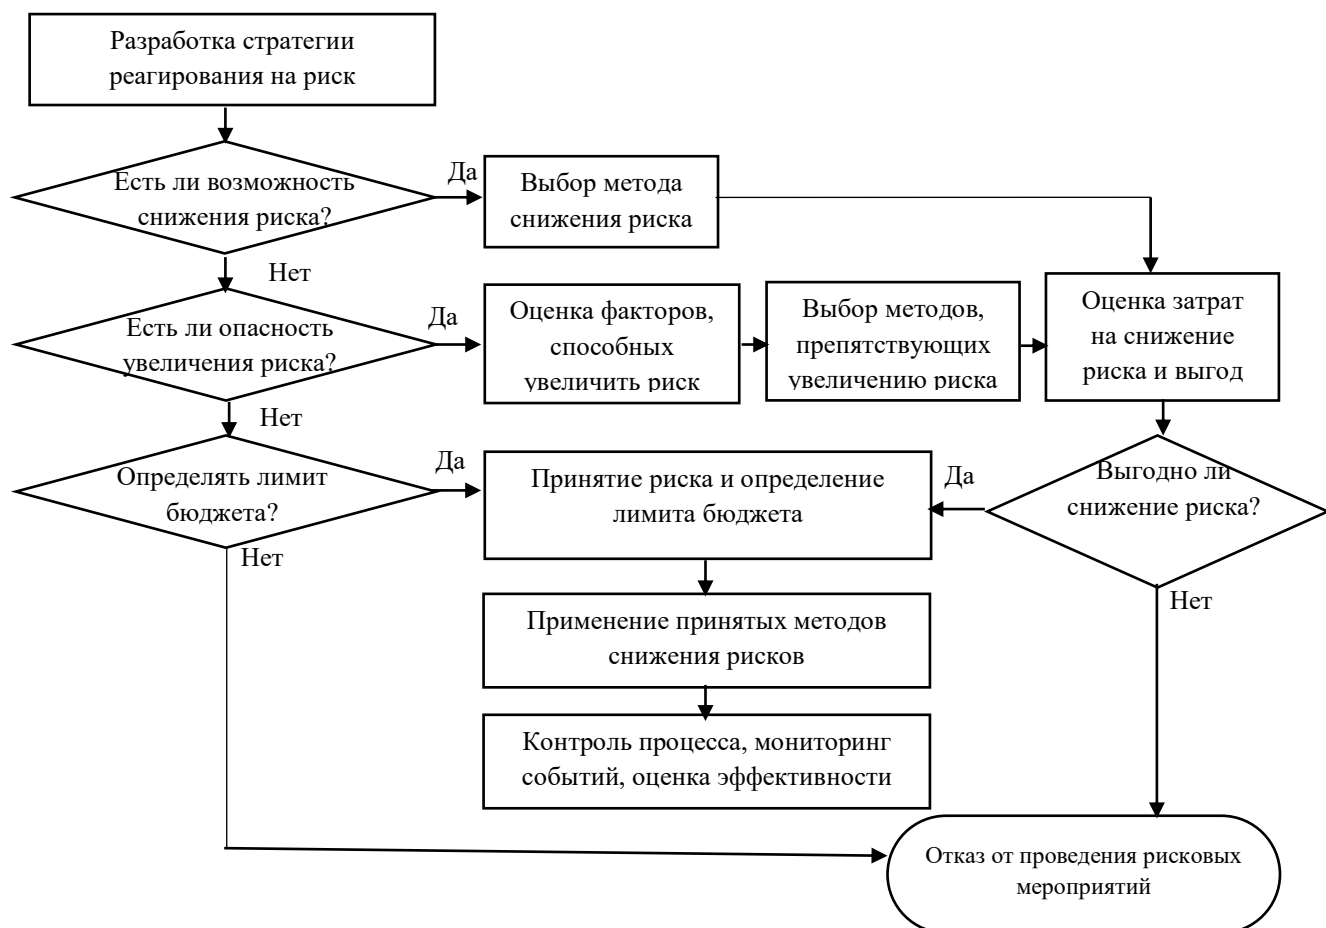 Разработка стратегии
реагирования на риск
Есть ли возможность
снижения риска?
Да
Выбор метода
снижения риска
Нет
Есть ли опасность
увеличения риска?
Да
Оценка факторов,
способных
увеличить риск
Выбор методов,
препятствующих
увеличению риска
Оценка затрат
на снижение
риска и выгод
Нет
Определять лимит
бюджета?
Да
Принятие риска и определение
лимита бюджета
Да
Выгодно ли
снижение риска?
Нет
Нет
Применение принятых методов
снижения рисков
Контроль процесса, мониторинг
событий, оценка эффективности
Отказ от проведения рисковых
мероприятий